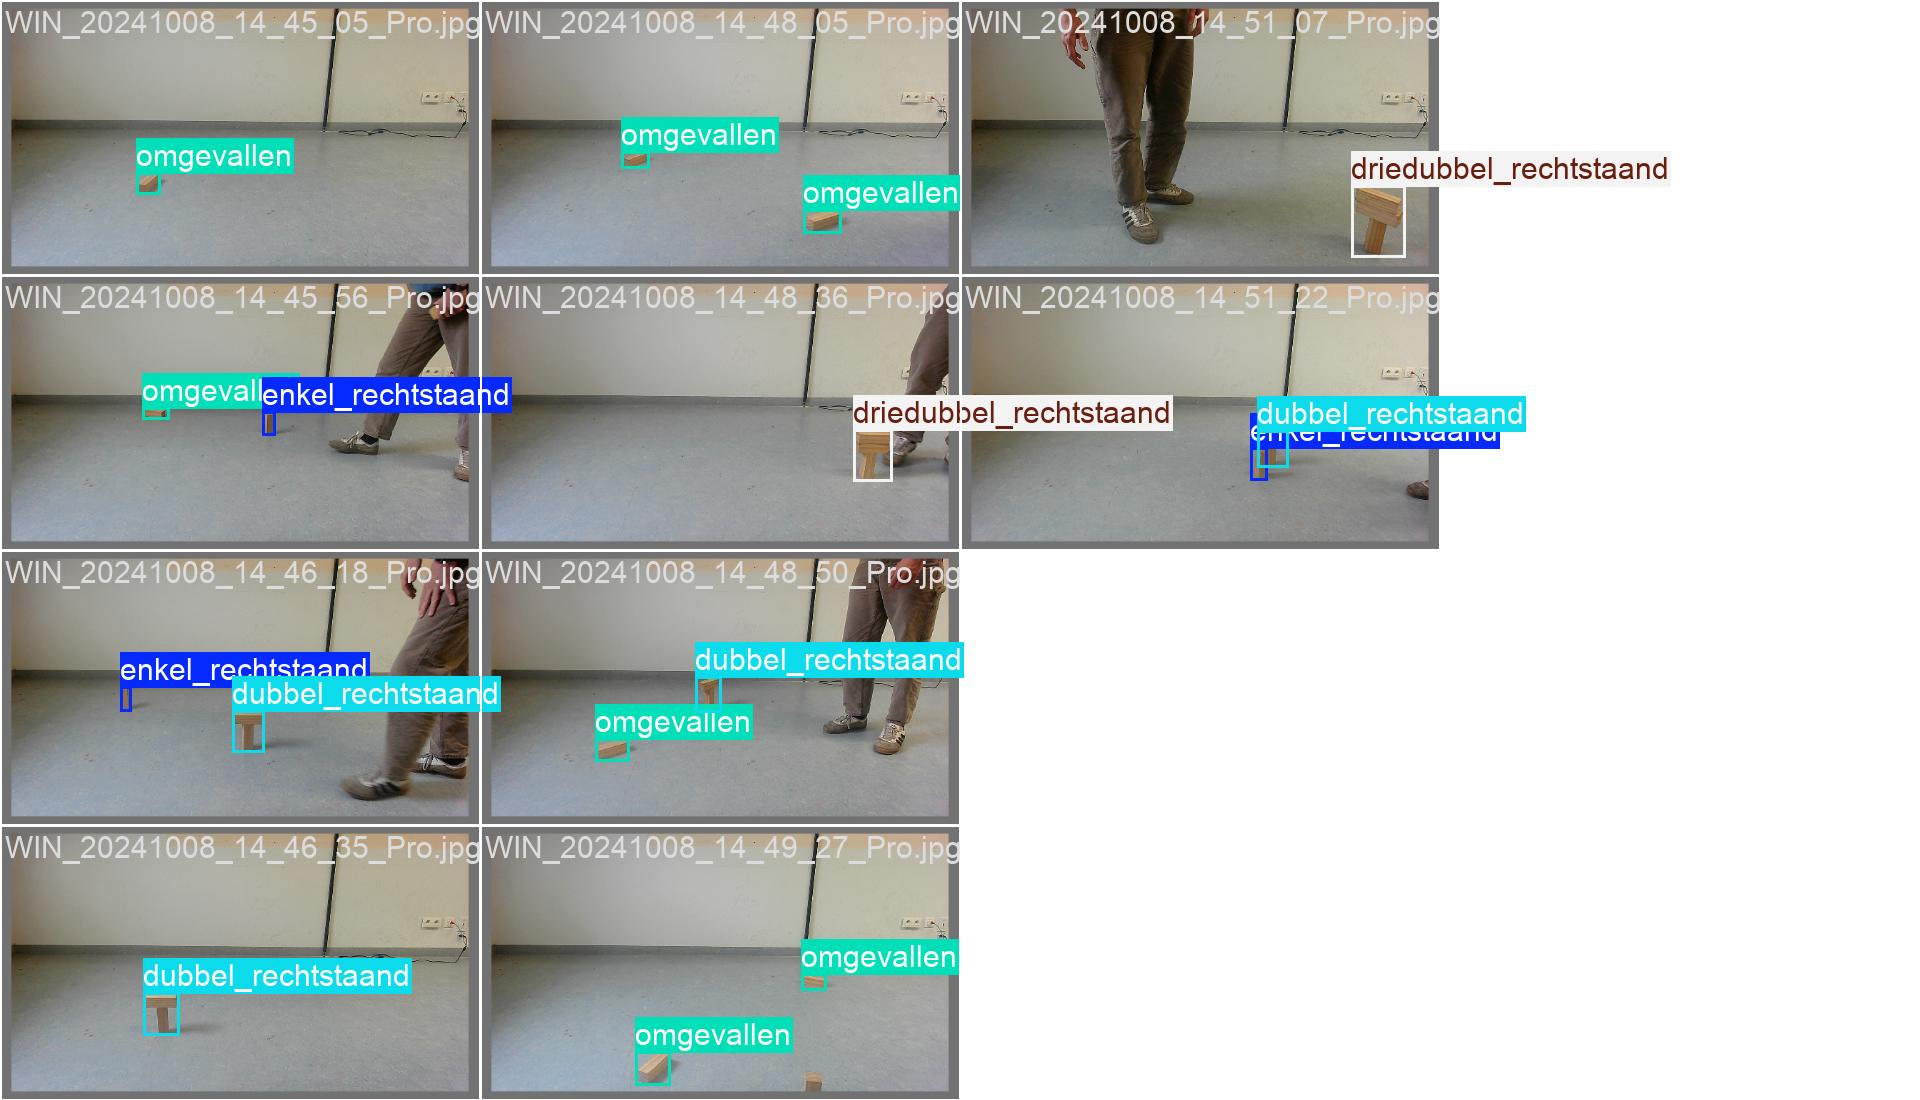 WIN_20241008_14_45_05_Pro.jpg
omgevallen
WIN_20241008_14_48_05_Pro.jpg
omgevallen
omgevallen
WIN_20241008_14_51_07_Pro.jpg
driedubbel_rechtstaand
WIN_20241008_14_45_56_Pro.jpg
enkel_rechtstaand
WIN_20241008_14_48_36_Pro.jpg
driedubbel_rechtstaand
WIN_20241008_14_51_22_Pro.jpg
dubbel_rechtstaand
enkel_rechtstaand
WIN_20241008_14_46_18_Pro.jpg
enkel_rechtstaand
dubbel_rechtstaand
WIN_20241008_14_48_50_Pro.jpg
dubbel_rechtstaand
omgevallen
WIN_20241008_14_46_35_Pro.jpg
dubbel_rechtstaand
WIN_20241008_14_49_27_Pro.jpg
omgevallen
omgevallen